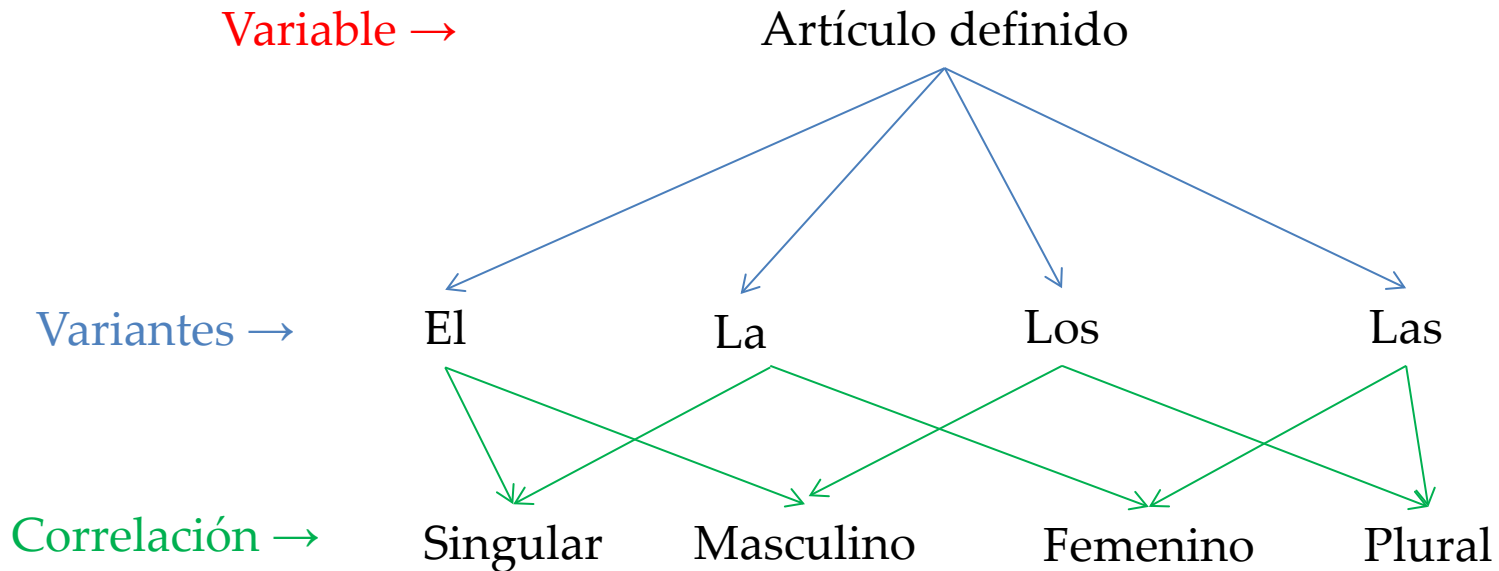 Variable → Artículo definido
Variantes → El La Los Las
Correlación → Singular Masculino Femenino Plural